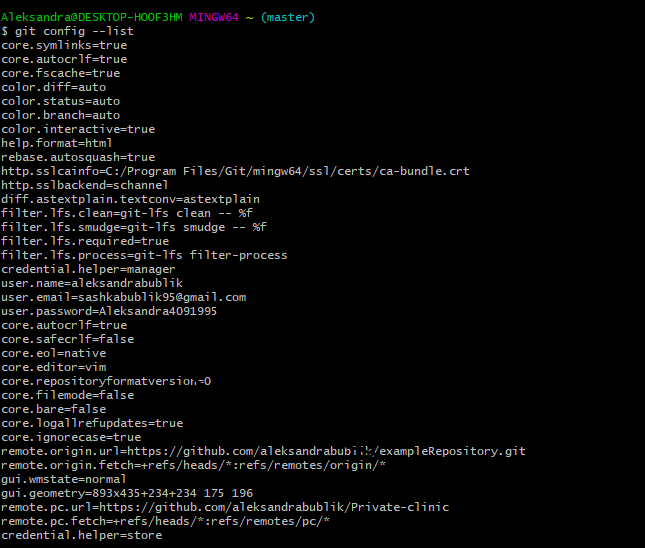 Aleksandra@DESKTOP-HOOF3HM MINGW64 ~ (master)
$ git config --list
core.symlinks=true
core.autocrlf=true
core.fscache=true
color.diff=auto
color.status=auto
color.branch=auto
color.interactive=true
help.format=html
rebase.autosquash=true
http.sslcainfo=C:/Program Files/Git/mingw64/ssl/certs/ca-bundle.crt
http.sslbackend=schannel
diff.astextplain.textconv=astextplain
filter.lfs.clean=git-lfs clean -- %f
filter.lfs.smudge=git-lfs smudge -- %f
filter.lfs.required=true
filter.lfs.process=git-lfs filter-process
credential.helper=manager
user.name=aleksandrabublik
user.email=sashkabublik95@gmail.com
user.password=Aleksandra4091995
core.autocrlf=true
core.safecrlf=false
core.eol=native
core.editor=vim
core.repositoryformatversion=0
core.filemode=false
core.bare=false
core.logallrefupdates=true
core.ignorecase=true
remote.origin.url=https://github.com/aleksandrabublik/exampleRepository.git
remote.origin.fetch=+refs/heads/*:refs/remotes/origin/*
gui.wmstate=normal
gui.geometry=893x435+234+234 175 196
remote.pc.url=https://github.com/aleksandrabublik/Private-clinic
remote.pc.fetch=+refs/heads/*:refs/remotes/pc/*
credential.helper=store